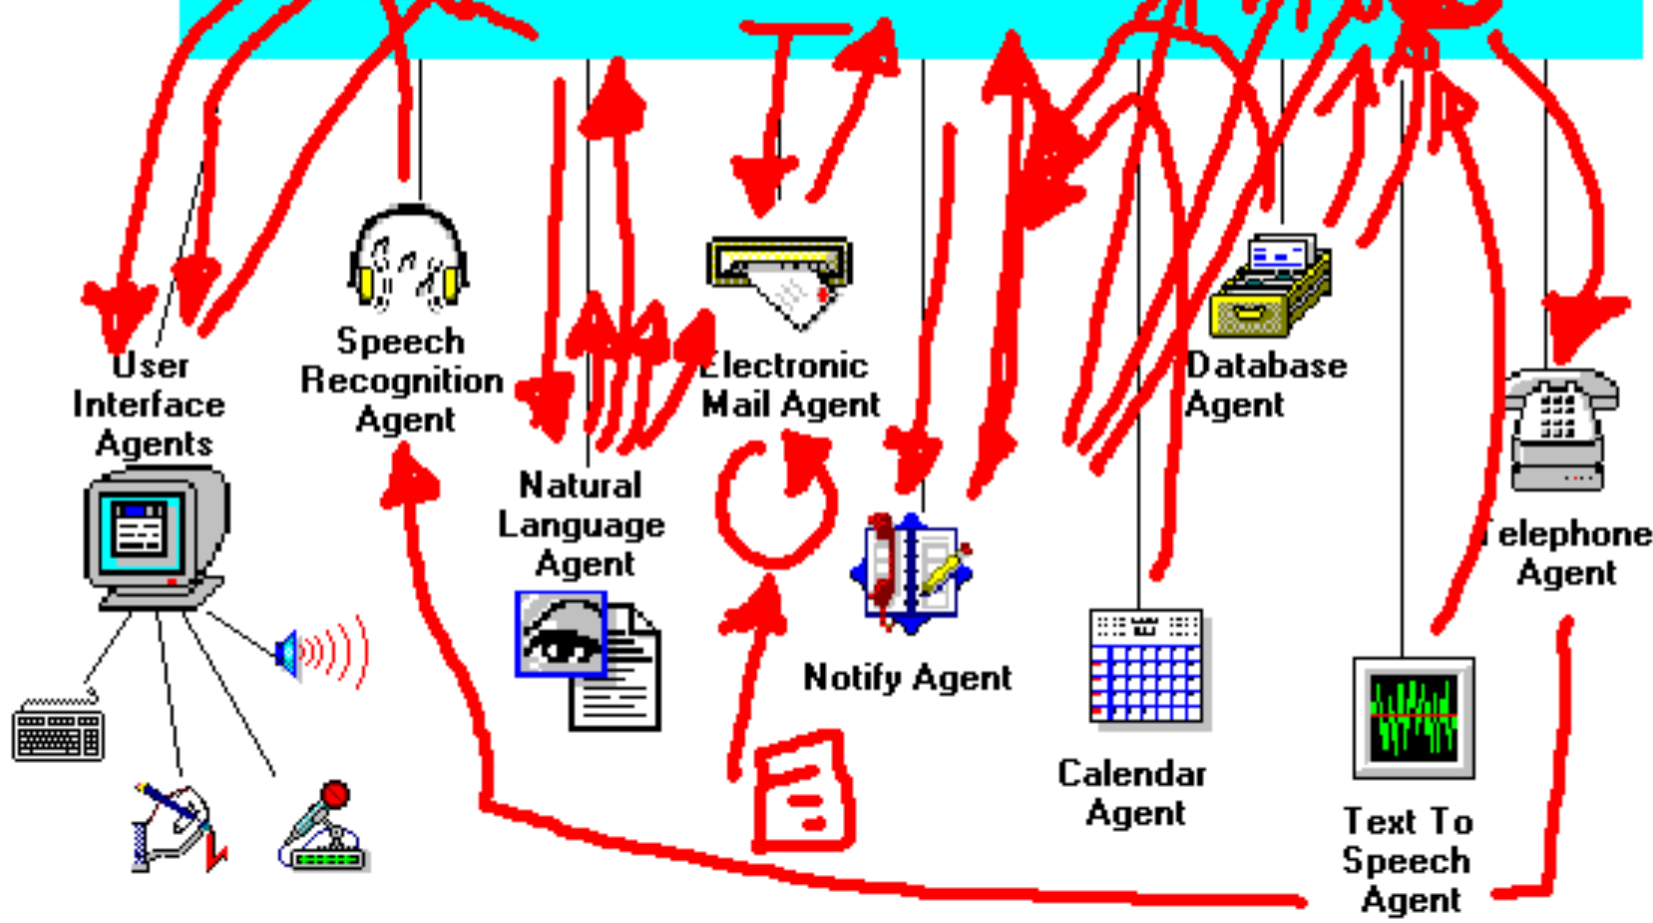 User
Interface
Agents
Speech
Recognition
Agent
Natural
Language
Agent
Electronic
Mail Agent
Notify Agent
Calendar
Agent
Database
Agent
Text To
Speech
Agent
Telephone
Agent